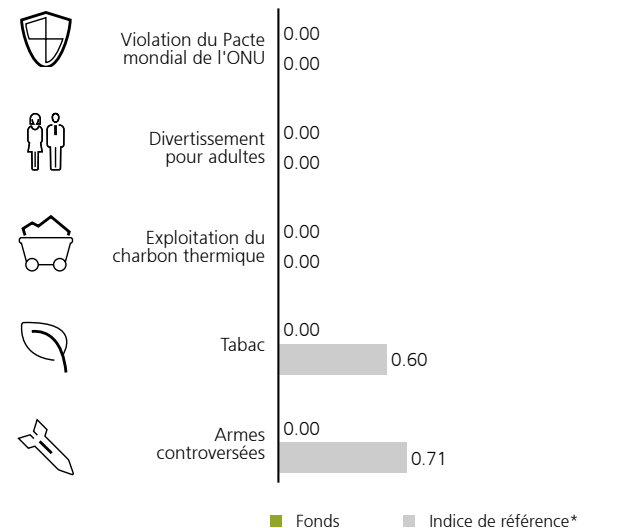 Violation du Pacte
mondial de l'ONU
0.00
0.00
Divertissement
pour adultes
0.00
0.00
Exploitation du
charbon thermique
0.00
0.00
Tabac
0.00
0.60
Armes
controversées
0.00
0.71
Fonds
Indice de référence*